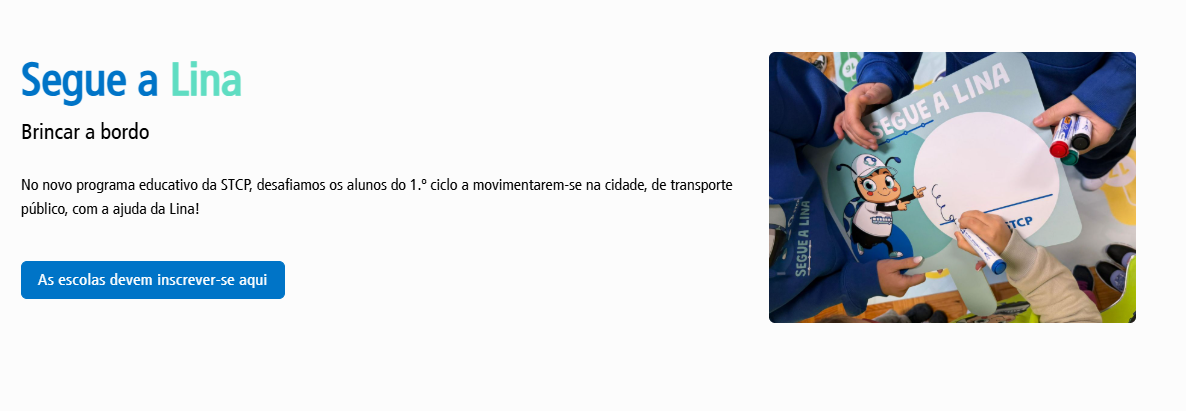 Segue a Lina
Brincar a bordo
No novo programa educativo da STCP, desafiamos os alunos do 1.º ciclo a movimentarem-se na cidade, de transporte
público, com a ajuda da Lina!
As escolas devem inscrever-se aqui
SEGUE A LINA
STCP
SEGUE A LINA
16